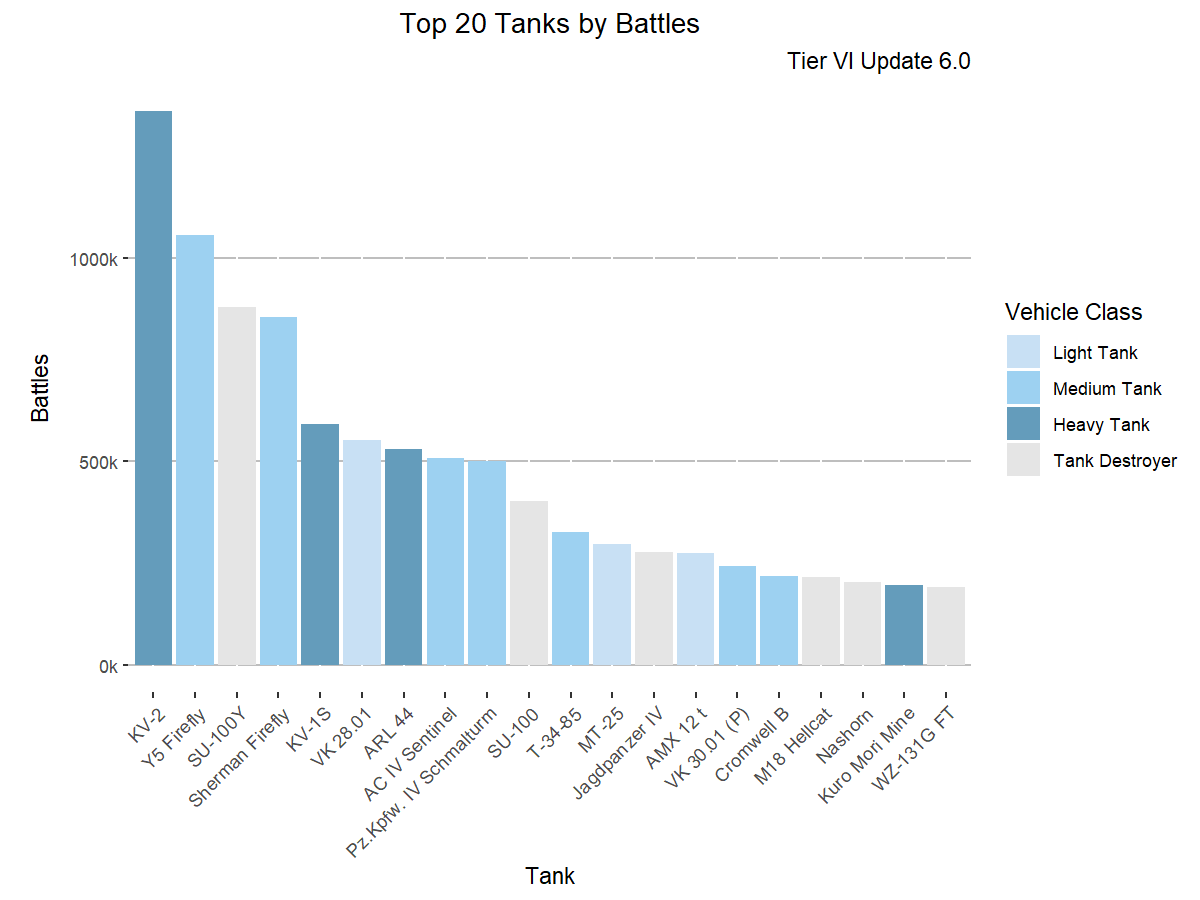 Top 20 Tanks by Battles
Tier VI Update 6.0
1000k
500k
0k
Battles
KV-2
Y5 Firefly
SU-100Y
Sherman Firefly
KV-1S
VK 28.01
ARL 44
AC IV Sentinel
Pz.Kpfw. IV Schmalturm
SU-100
T-34-85
MT-25
Jagdpanzer IV
AMX 12 t
VK 30.01 (P)
Cromwell B
M18 Hellcat
Nashorn
Kuro Mori Mine
WZ-131G FT
Tank
Vehicle Class
Light Tank
Medium Tank
Heavy Tank
Tank Destroyer